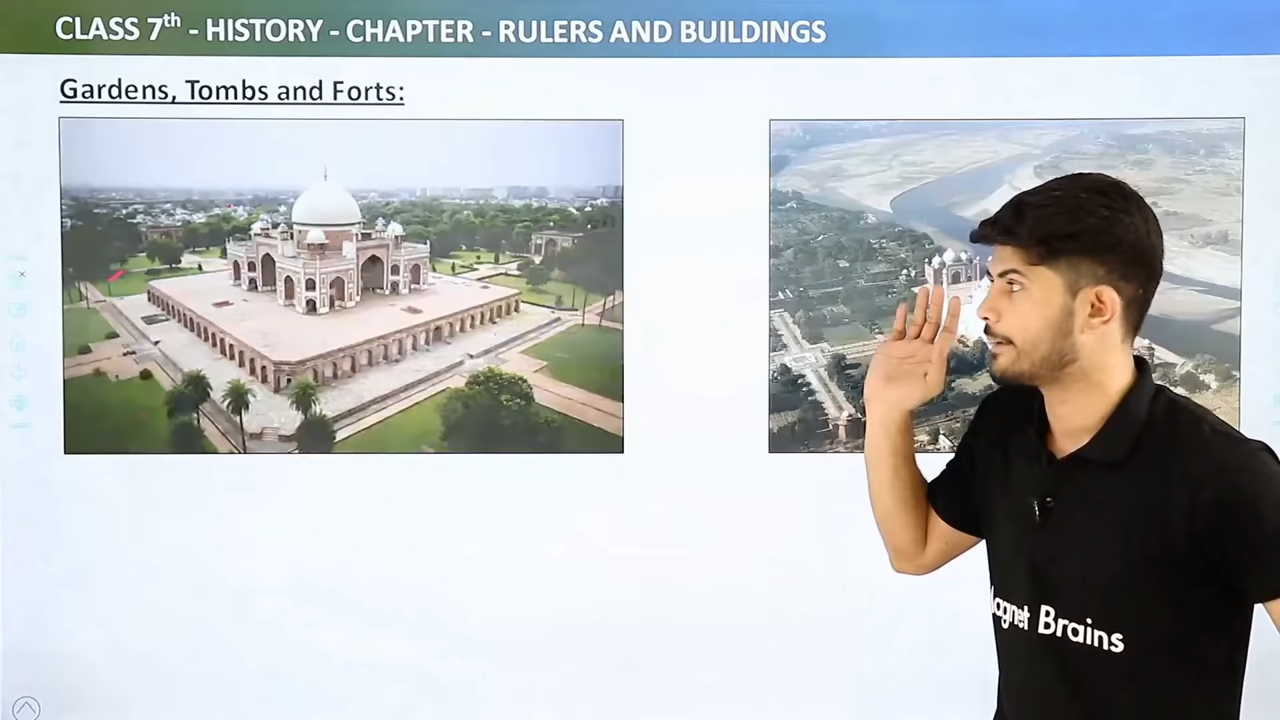 CLASS 7th - HISTORY - CHAPTER - RULERS AND BUILDINGS
Gardens, Tombs and Forts:
Magnet Brains